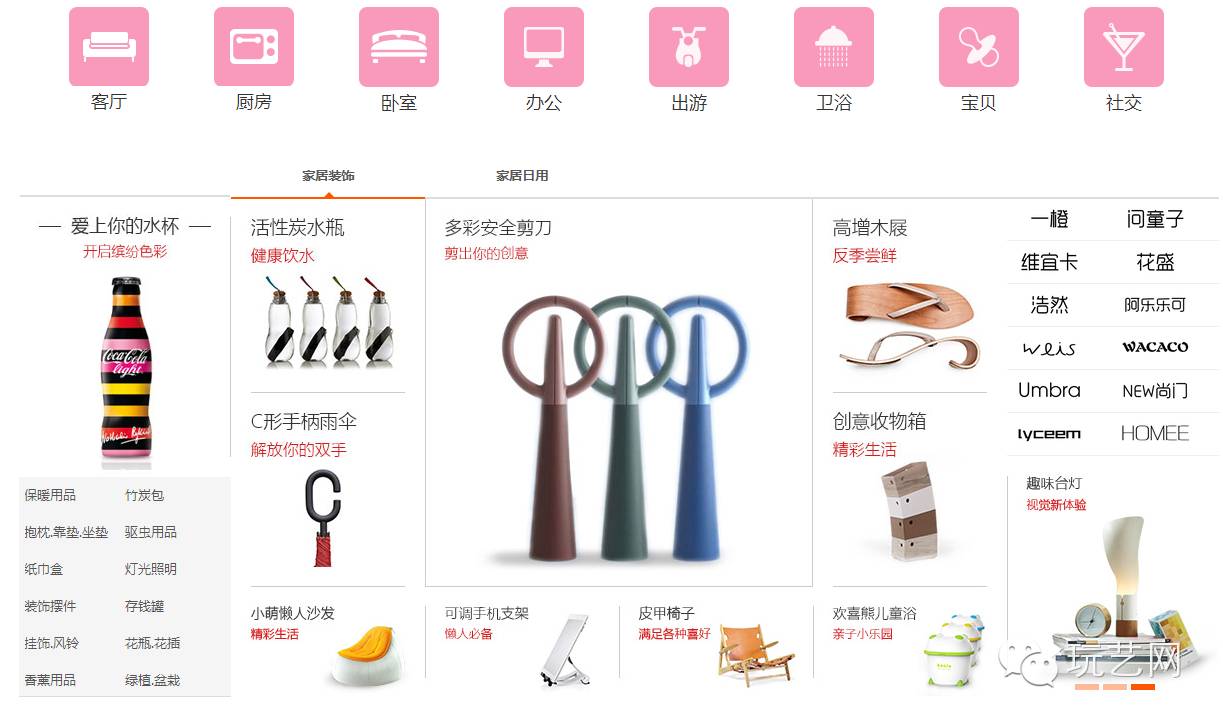 客厅
厨房
卧室
办公
出游
卫浴
宝贝
社交
家居装饰
家居日用
爱上你的水杯
开启缤纷色彩
Coca-Cola
light
保暖用品
竹炭包
抱枕.靠垫.坐垫
驱虫用品
纸巾盒
灯光照明
装饰摆件
存钱罐
挂饰.风铃
花瓶.花插
香薰用品
绿植.盆栽
活性炭水瓶
健康饮水
C形手柄雨伞
解放你的双手
多彩安全剪刀
剪出你的创意
高增木屐
反季尝鲜
创意收物箱
精彩生活
小萌懒人沙发
精彩生活
可调手机支架
懒人必备
皮甲椅子
满足各种喜好
欢喜熊儿童浴
亲子小乐园
一橙
问童子
维宜卡
花盛
浩然
阿乐乐可
weis
WACACO
Umbra
NEW尚门
lyceem
HOMEE
趣味台灯
视觉新体验
玩艺网